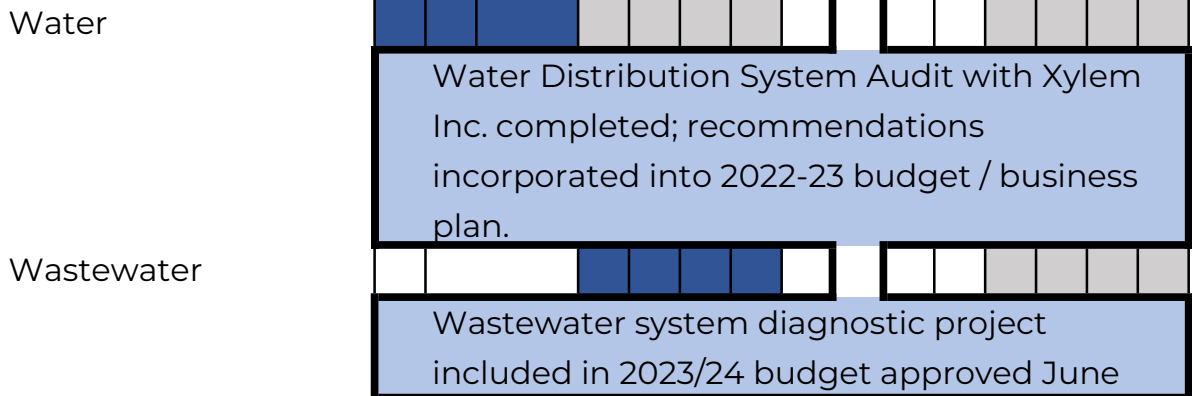 Water
Water Distribution System Audit with Xylem
Inc. completed; recommendations
incorporated into 2022-23 budget / business
plan.
Wastewater
Wastewater system diagnostic project
included in 2023/24 budget approved June